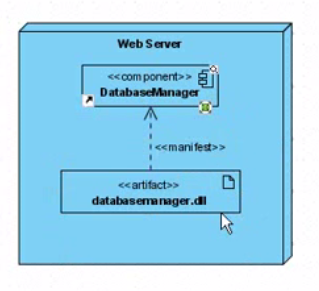 Web Server
<<component>>
DatabaseManager
<<manifest>>
<<artifact>>
databasemanager.dll